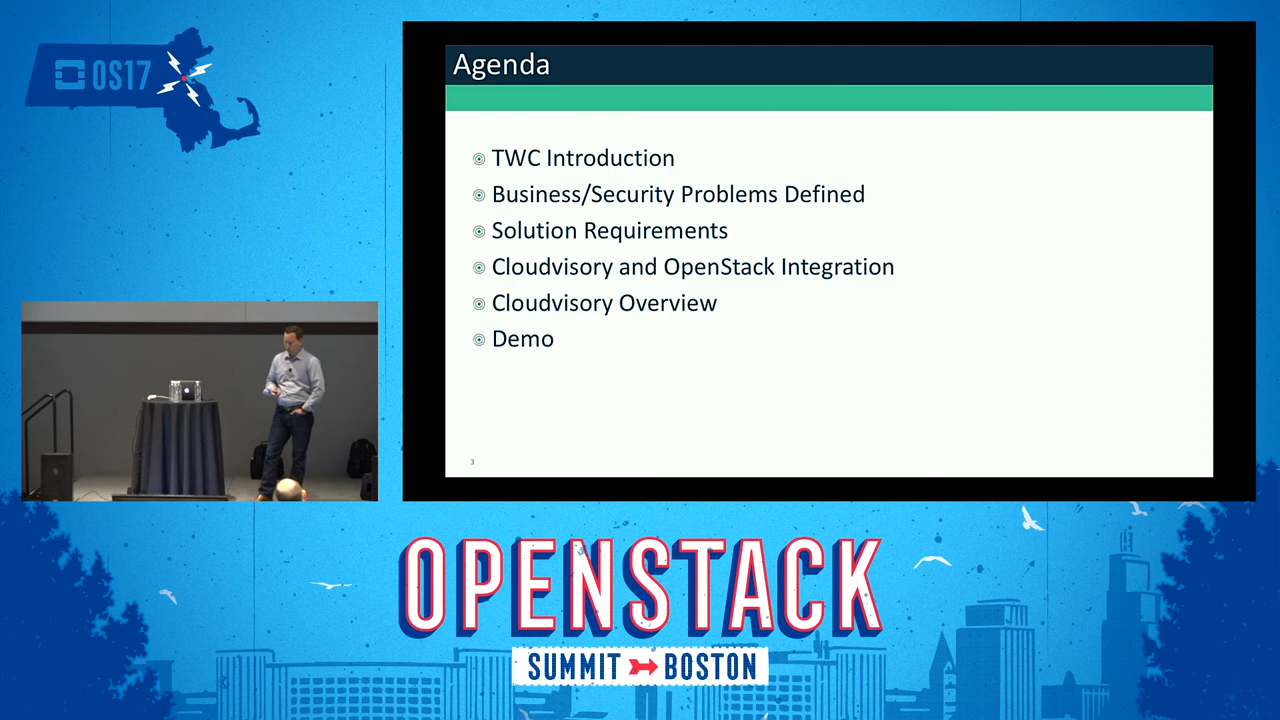 OS17
Agenda
TWC Introduction
Business/Security Problems Defined
Solution Requirements
Cloudvisory and OpenStack Integration
Cloudvisory Overview
Demo
3
OPENSTACK
SUMMIT BOSTON